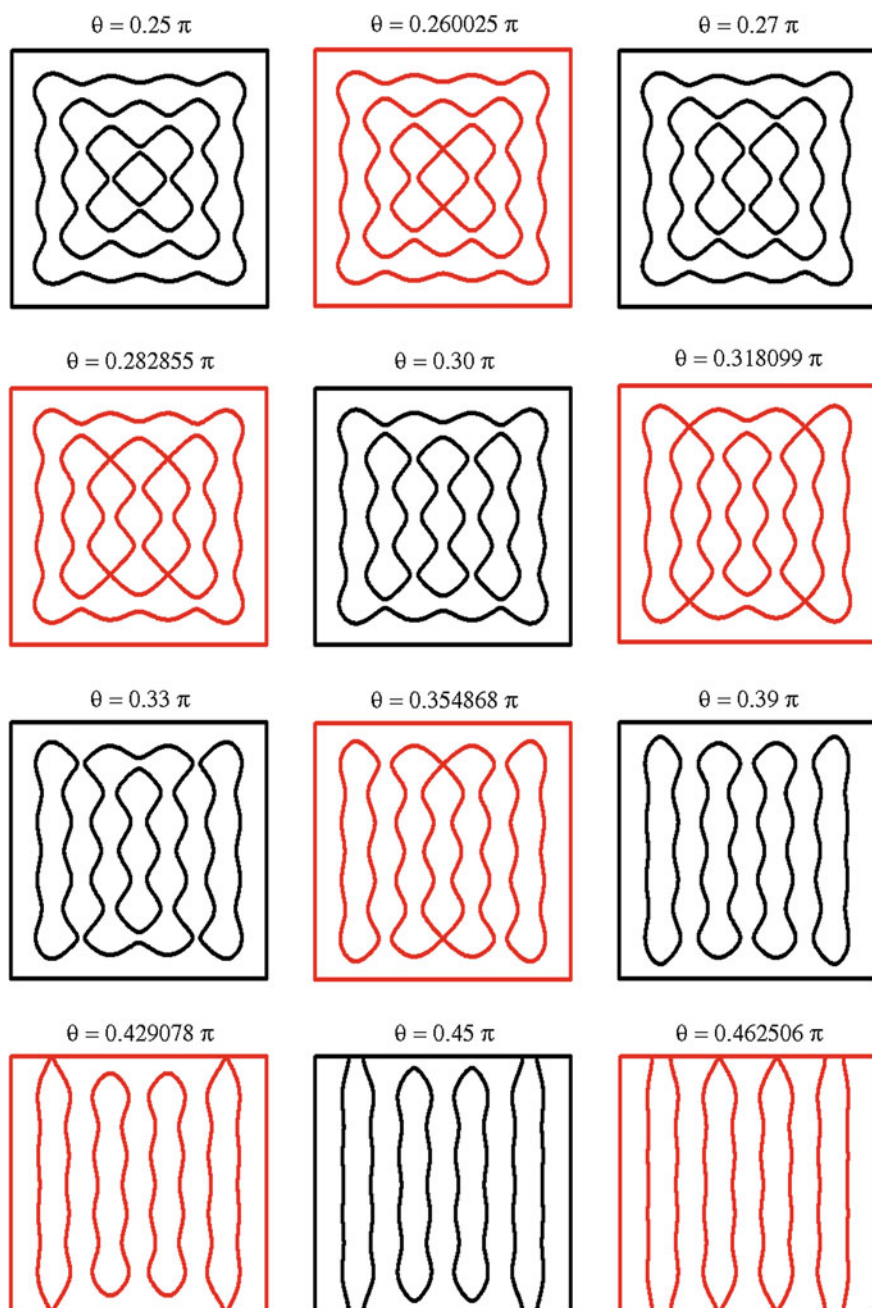 θ = 0.25 π θ = 0.260025 π θ = 0.27 π
θ = 0.282855 π θ = 0.30 π θ = 0.318099 π
θ = 0.33 π θ = 0.354868 π θ = 0.39 π
θ = 0.429078 π θ = 0.45 π θ = 0.462506 π